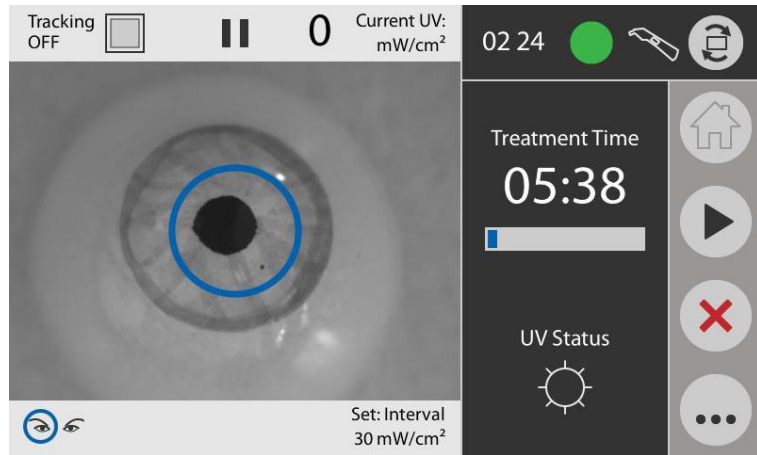 Tracking
OFF
0
Current UV:
mW/cm²
02 24
Treatment Time
05:38
UV Status
Set: Interval
30 mW/cm²